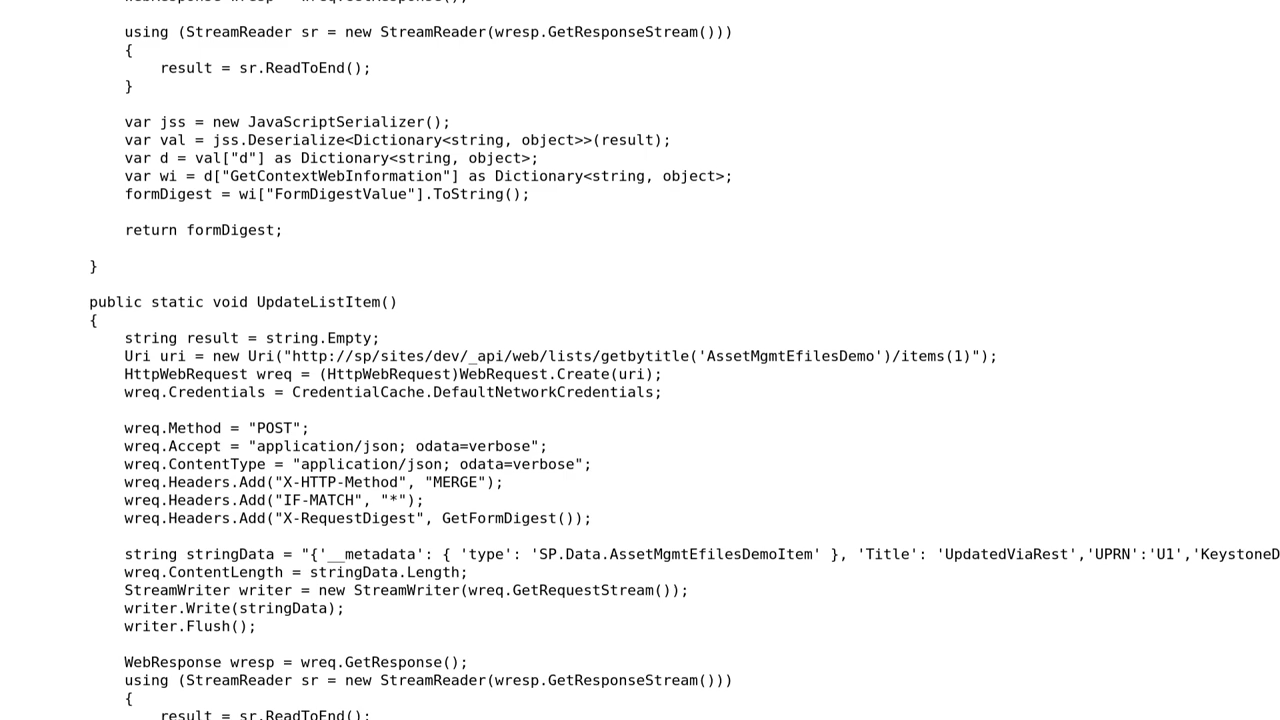 using (StreamReader sr = new StreamReader(wresp.GetResponseStream()))
{
result = sr.ReadToEnd();
}
var jss = new JavaScriptSerializer();
var val = jss.Deserialize<Dictionary<string, object>>(result);
var d = val["d"] as Dictionary<string, object>;
var wi = d["GetContextWebInformation"] as Dictionary<string, object>;
formDigest = wi["FormDigestValue"].ToString();
return formDigest;
}
public static void UpdateListItem()
{
string result = string.Empty;
Uri uri = new Uri("http://sp/sites/dev/_api/web/lists/getbytitle('AssetMgmtEfilesDemo')/items(1)");
HttpWebRequest wreq = (HttpWebRequest)WebRequest.Create(uri);
wreq.Credentials = CredentialCache.DefaultNetworkCredentials;
wreq.Method = "POST";
wreq.Accept = "application/json; odata=verbose";
wreq.ContentType = "application/json; odata=verbose";
wreq.Headers.Add("X-HTTP-Method", "MERGE");
wreq.Headers.Add("IF-MATCH", "*");
wreq.Headers.Add("X-RequestDigest", GetFormDigest());
string stringData = "{'__metadata': { 'type': 'SP.Data.AssetMgmtEfilesDemoItem' }, 'Title': 'UpdatedViaRest','UPRN':'U1','KeystoneD
wreq.ContentLength = stringData.Length;
StreamWriter writer = new StreamWriter(wreq.GetRequestStream());
writer.Write(stringData);
writer.Flush();
WebResponse wresp = wreq.GetResponse();
using (StreamReader sr = new StreamReader(wresp.GetResponseStream()))
{
result = sr.ReadToEnd();